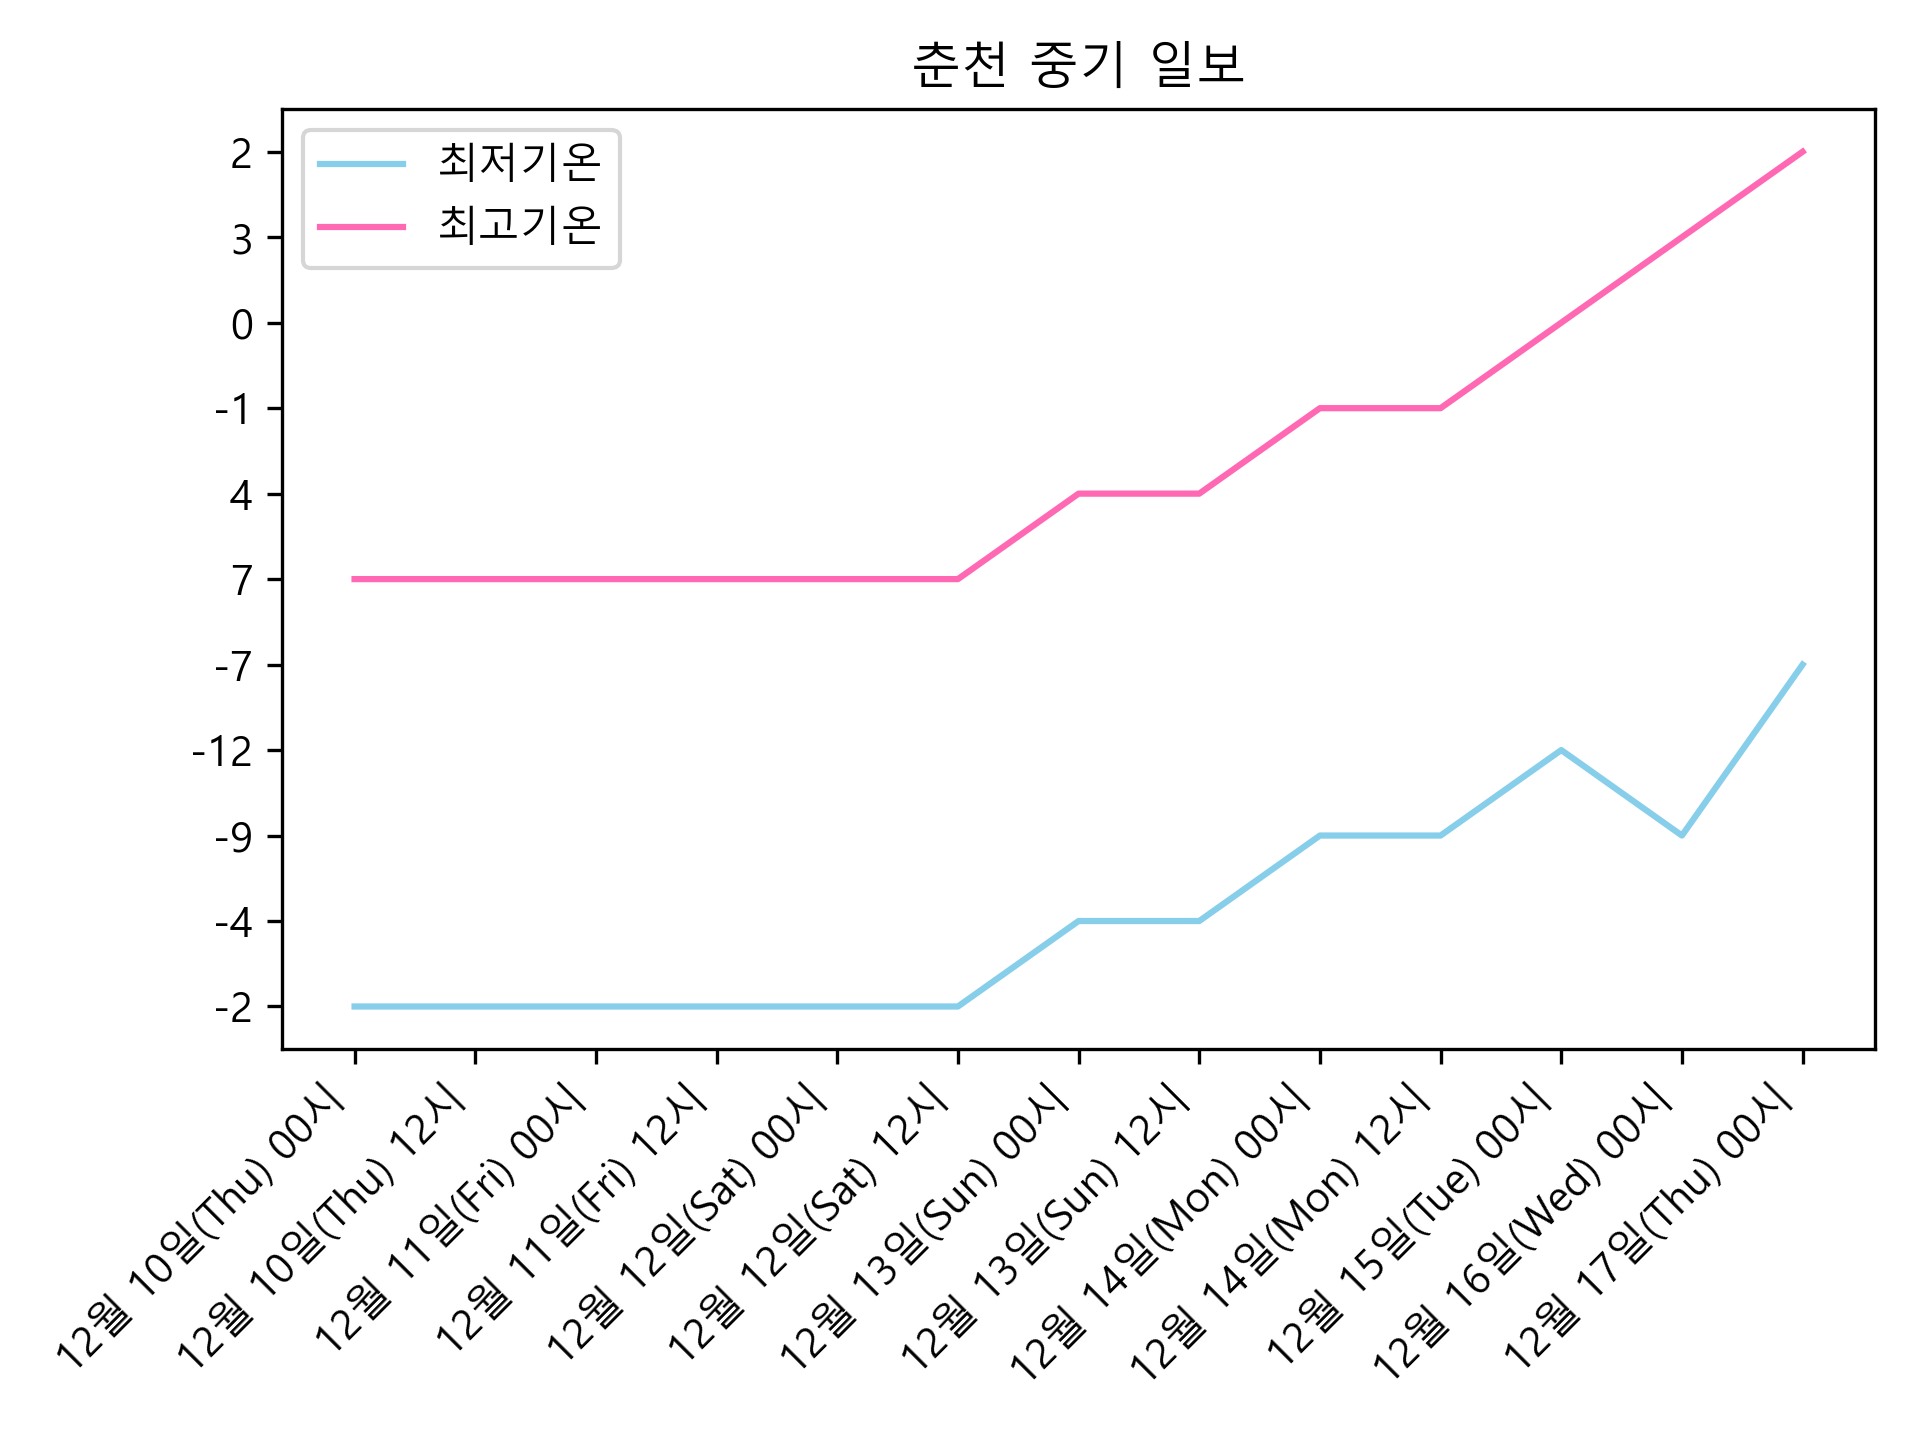 춘천 중기 일보
최저기온
최고기온
2
3
0
-1
4
7
-7
-12
-9
-4
-2
12월 10일(Thu) 00시
12월 10일(Thu) 12시
12월 11일(Fri) 00시
12월 11일(Fri) 12시
12월 12일(Sat) 00시
12월 12일(Sat) 12시
12월 13일(Sun) 00시
12월 13일(Sun) 12시
12월 14일(Mon) 00시
12월 14일(Mon) 12시
12월 15일(Tue) 00시
12월 16일(Wed) 00시
12월 17일(Thu) 00시